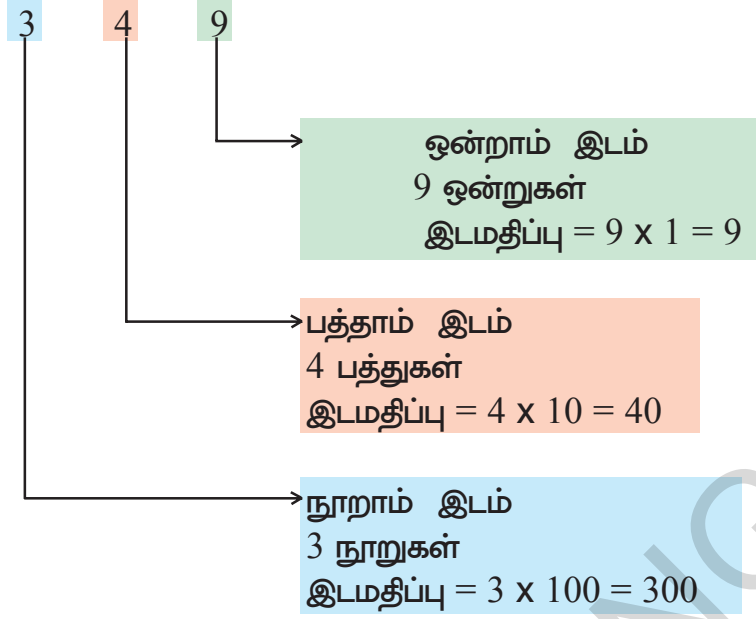 3 4 9
ஒன்றாம் இடம்
9 ஒன்றுகள்
இடமதிப்பு = 9 x 1 = 9
பத்தாம் இடம்
4 பத்துகள்
இடமதிப்பு = 4 x 10 = 40
நூறாம் இடம்
3 நூறுகள்
இடமதிப்பு = 3 x 100 = 300